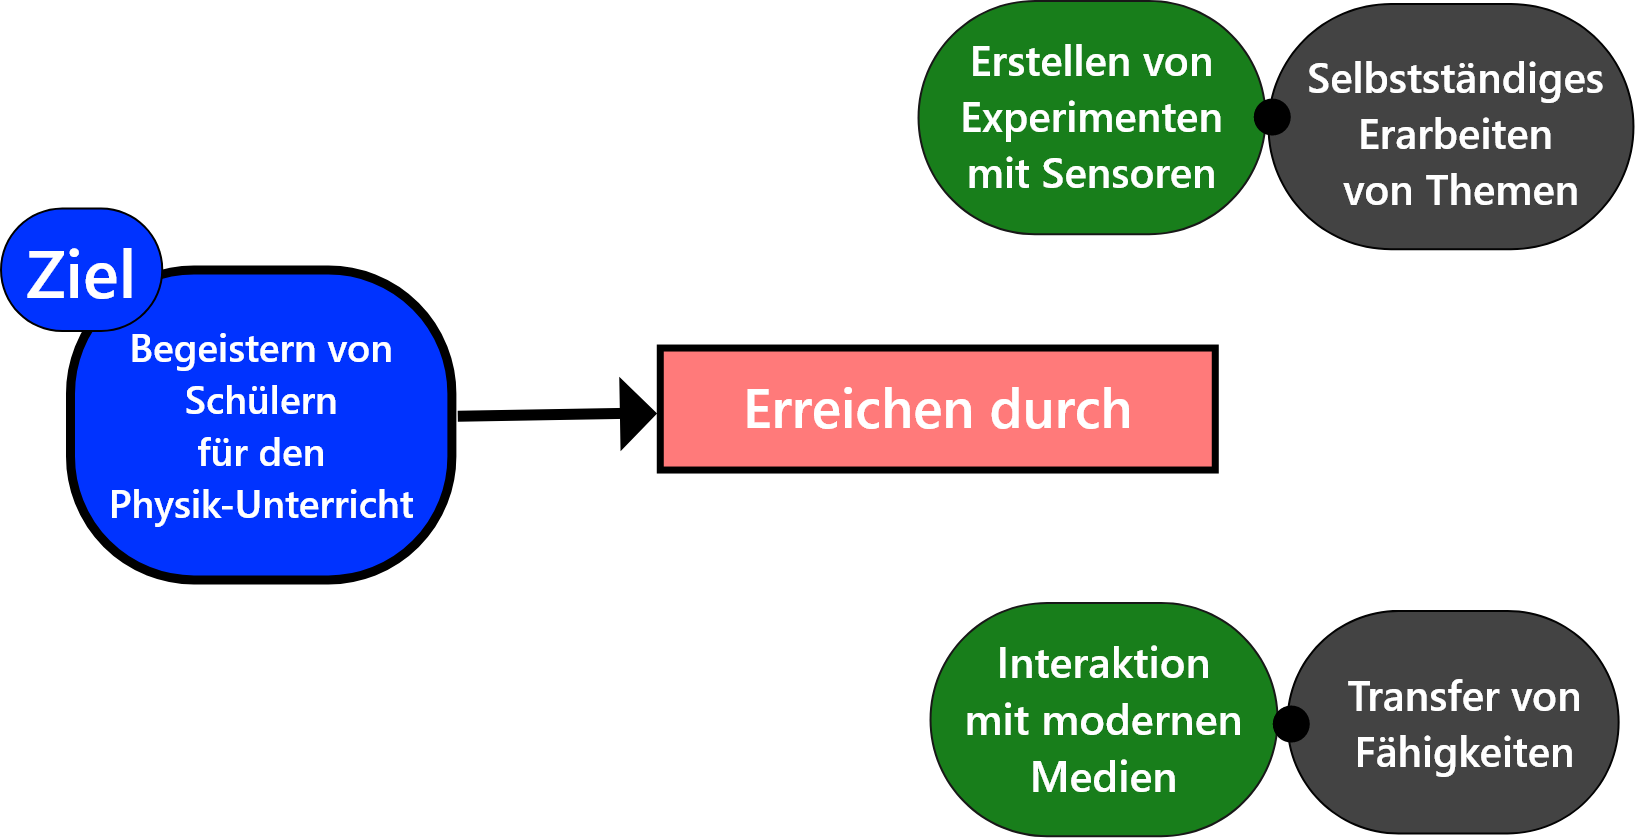 Ziel
Begeistern von
Schülern
für den
Physik-Unterricht
Erreichen durch
Erstellen von
Experimenten
mit Sensoren
Selbstständiges
Erarbeiten
von Themen
Interaktion
mit modernen
Medien
Transfer von
Fähigkeiten